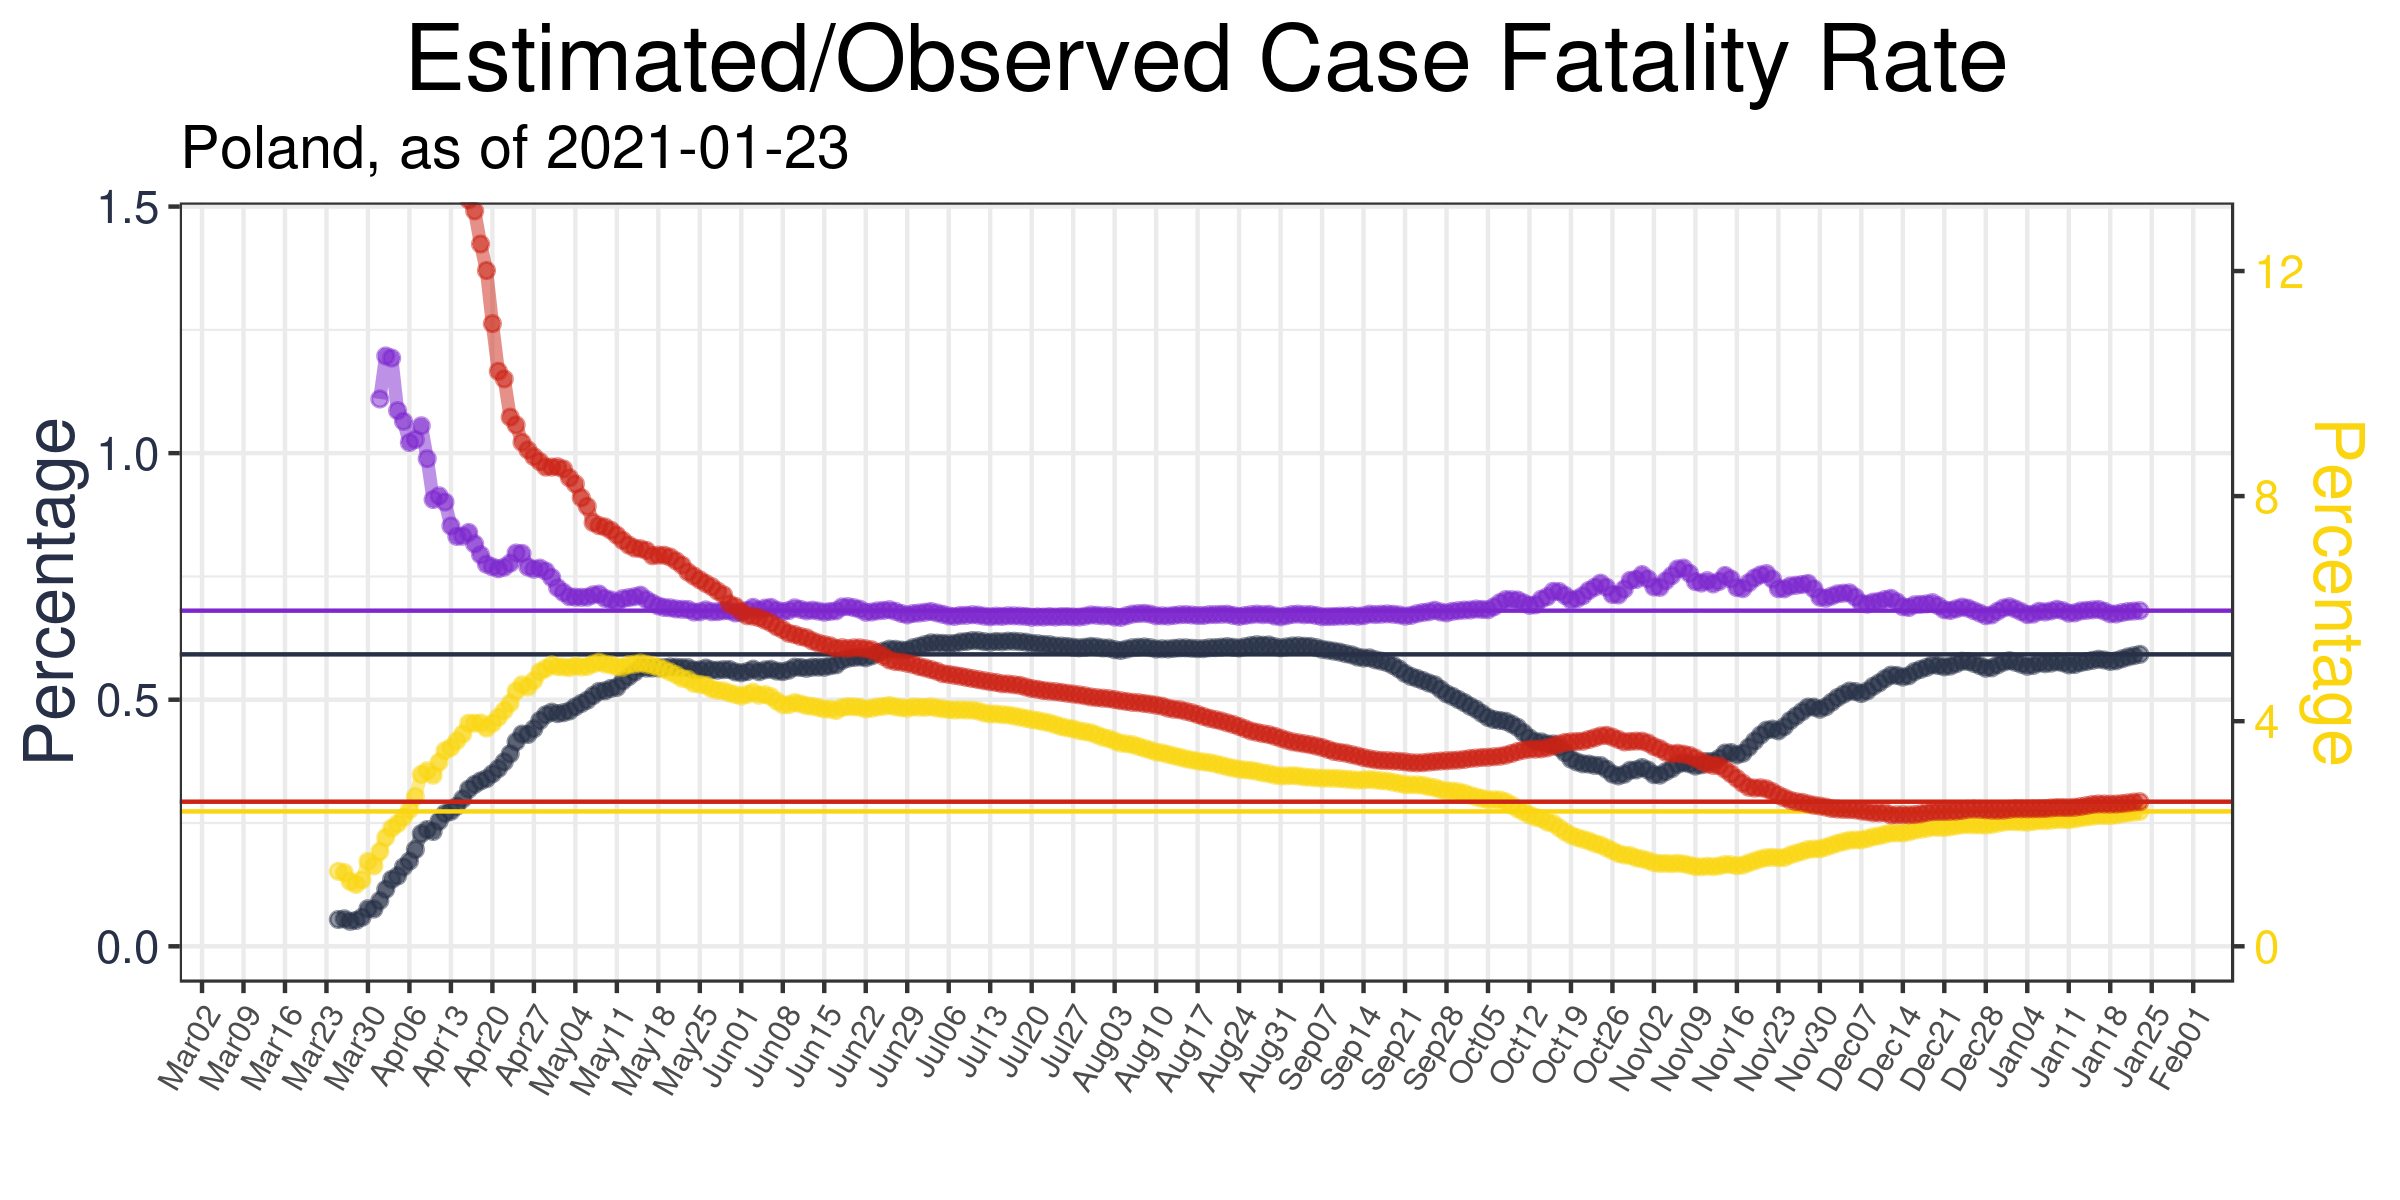 Estimated/Observed Case Fatality Rate
Poland, as of 2021-01-23
Percentage
1.5
1.0
0.5
0.0
12
8
4
0
Percentage
Mar02 Mar09 Mar16 Mar23 Mar30 Apr06 Apr13 Apr20 Apr27 May04 May11 May18 May25 Jun01 Jun08 Jun15 Jun22 Jun29 Jul06 Jul13 Jul20 Jul27 Aug03 Aug10 Aug17 Aug24 Aug31 Sep07 Sep14 Sep21 Sep28 Oct05 Oct12 Oct19 Oct26 Nov02 Nov09 Nov16 Nov23 Nov30 Dec07 Dec14 Dec21 Dec28 Jan04 Jan11 Jan18 Jan25 Feb01